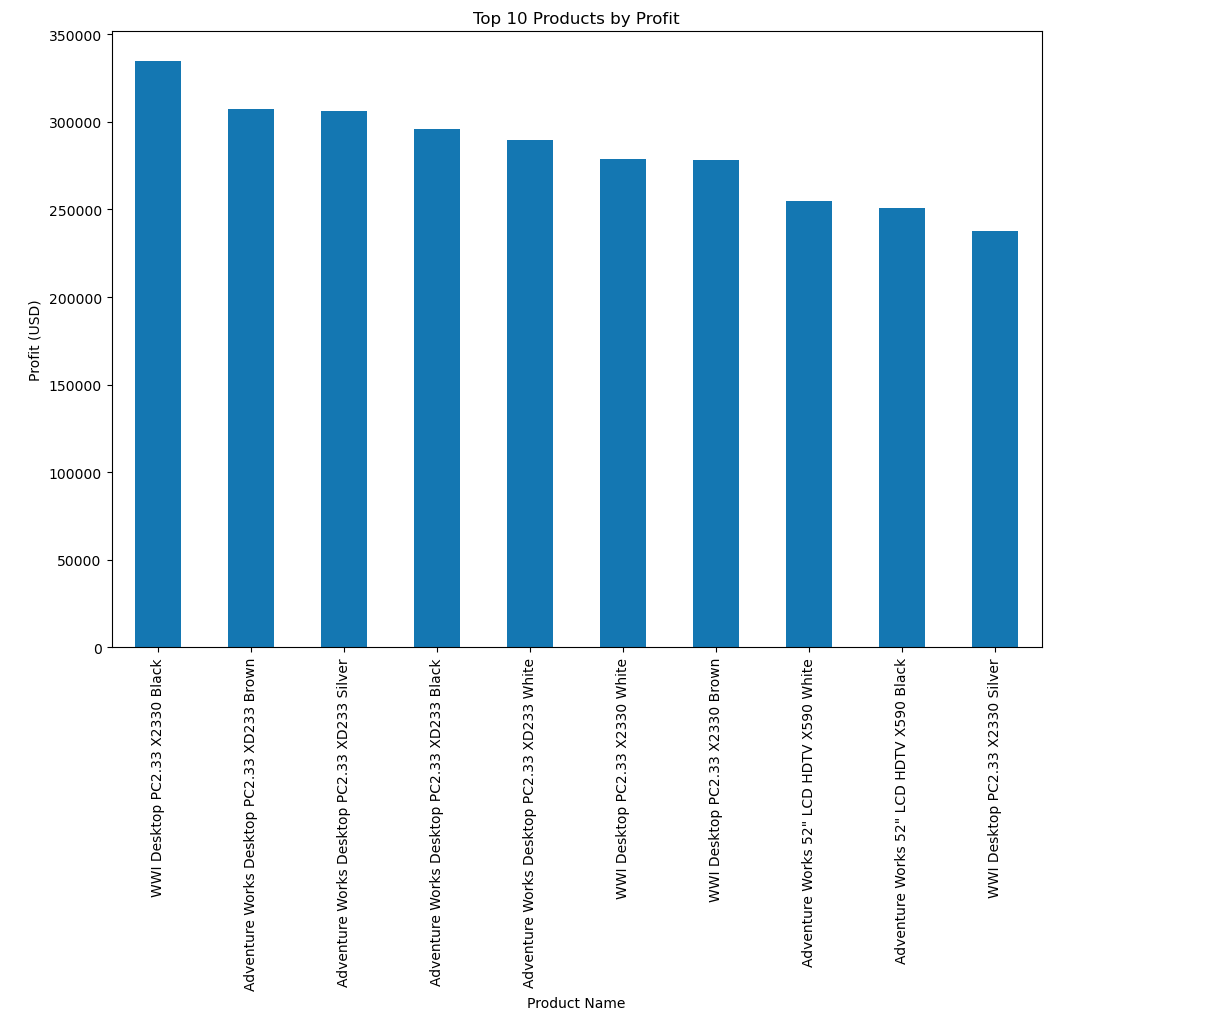 Top 10 Products by Profit
350000
300000
250000
200000
150000
100000
50000
0
Profit (USD)
WWI Desktop PC2.33 X2330 Black
Adventure Works Desktop PC2.33 XD233 Brown
Adventure Works Desktop PC2.33 XD233 Silver
Adventure Works Desktop PC2.33 XD233 Black
Adventure Works Desktop PC2.33 XD233 White
WWI Desktop PC2.33 X2330 White
WWI Desktop PC2.33 X2330 Brown
Adventure Works 52" LCD HDTV X590 White
Adventure Works 52" LCD HDTV X590 Black
WWI Desktop PC2.33 X2330 Silver
Product Name